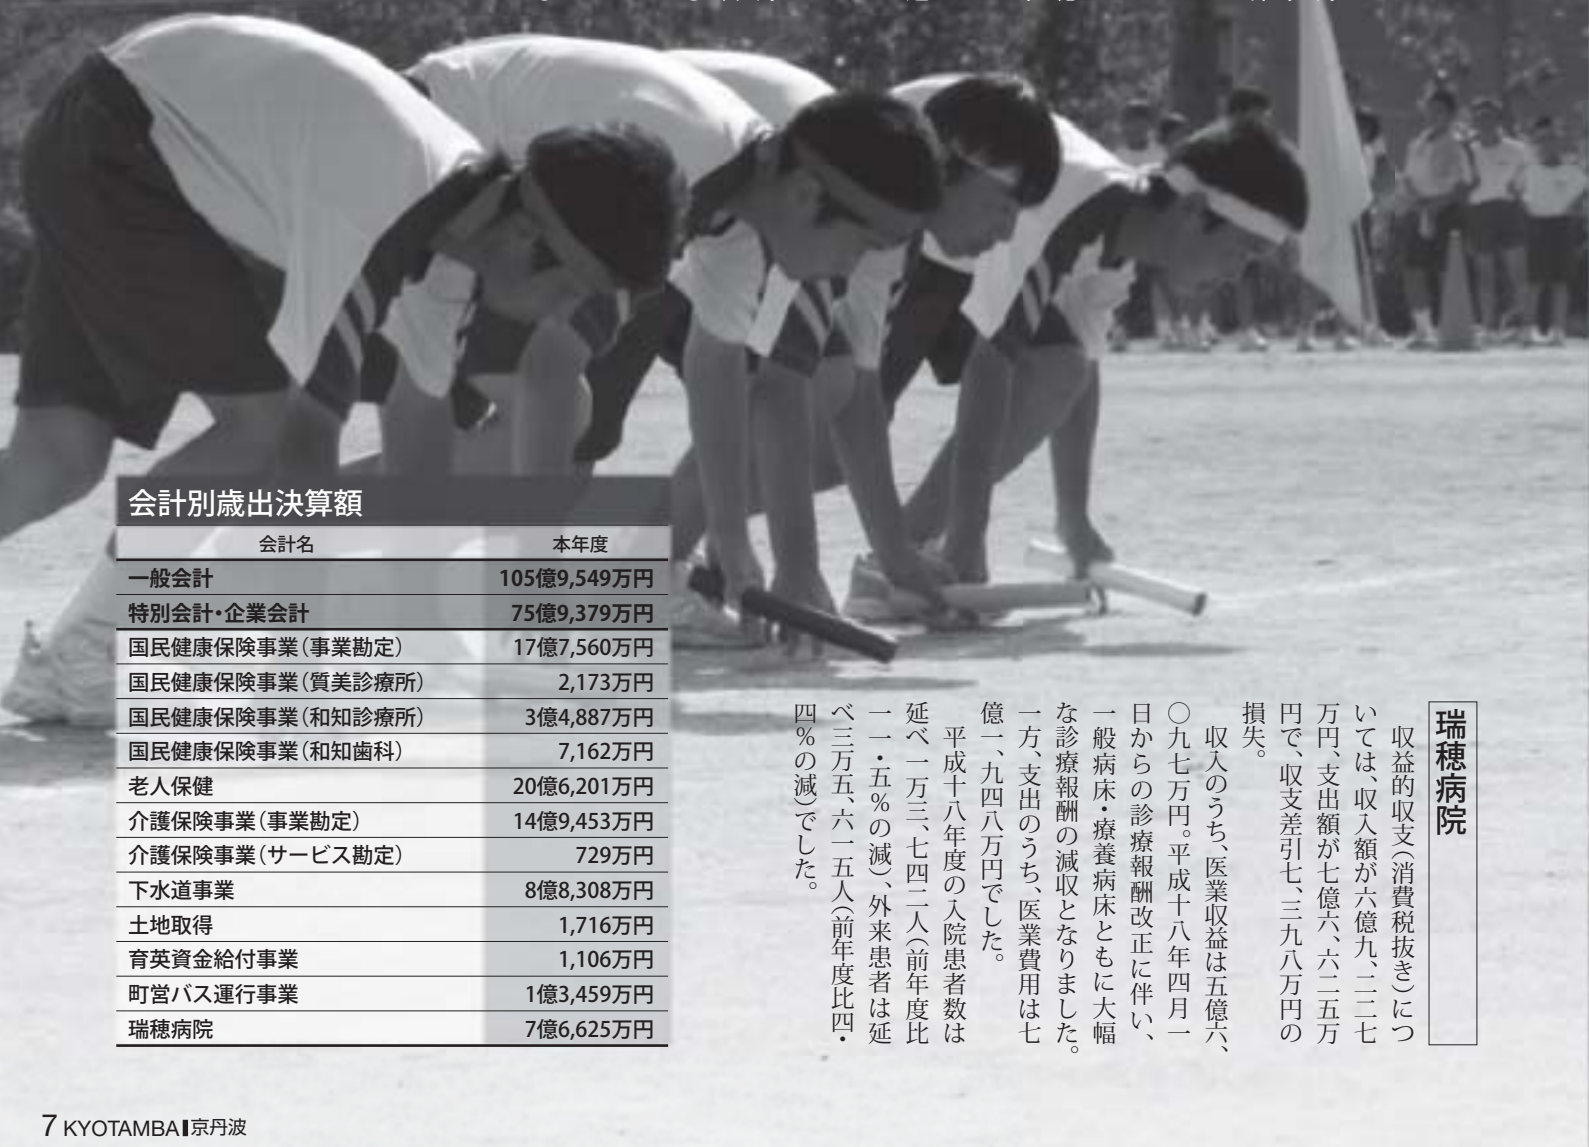 瑞穂病院
収益的収支（消費税抜き）につ
いては、収入額が六億九、二二七
万円、支出額が七億六、六二五万
円で、収支差引七、三九八万円の
損失。
収入のうち、医業収益は五億六、
〇九七万円。平成十八年四月一
日からの診療報酬改正に伴い、
一般病床・療養病床ともに大幅
な診療報酬の減収となりました。
一方、支出のうち、医業費用は七
億一、九四八万円でした。
平成十八年度の入院患者数は
延べ一万三、七四二人（前年度比
一一・五％の減）、外来患者は延
べ三万五、六一五人（前年度比四・
四％の減）でした。
会計別歳出決算額
会計名 本年度
一般会計 105億9,549万円
特別会計・企業会計 75億9,379万円
国民健康保険事業（事業勘定） 17億7,560万円
国民健康保険事業（質美診療所） 2,173万円
国民健康保険事業（和知診療所） 3億4,887万円
国民健康保険事業（和知歯科） 7,162万円
老人保健 20億6,201万円
介護保険事業（事業勘定） 14億9,453万円
介護保険事業（サービス勘定） 729万円
下水道事業 8億8,308万円
土地取得 1,716万円
育英資金給付事業 1,106万円
町営バス運行事業 1億3,459万円
瑞穂病院 7億6,625万円
7 KYOTAMBA 京丹波